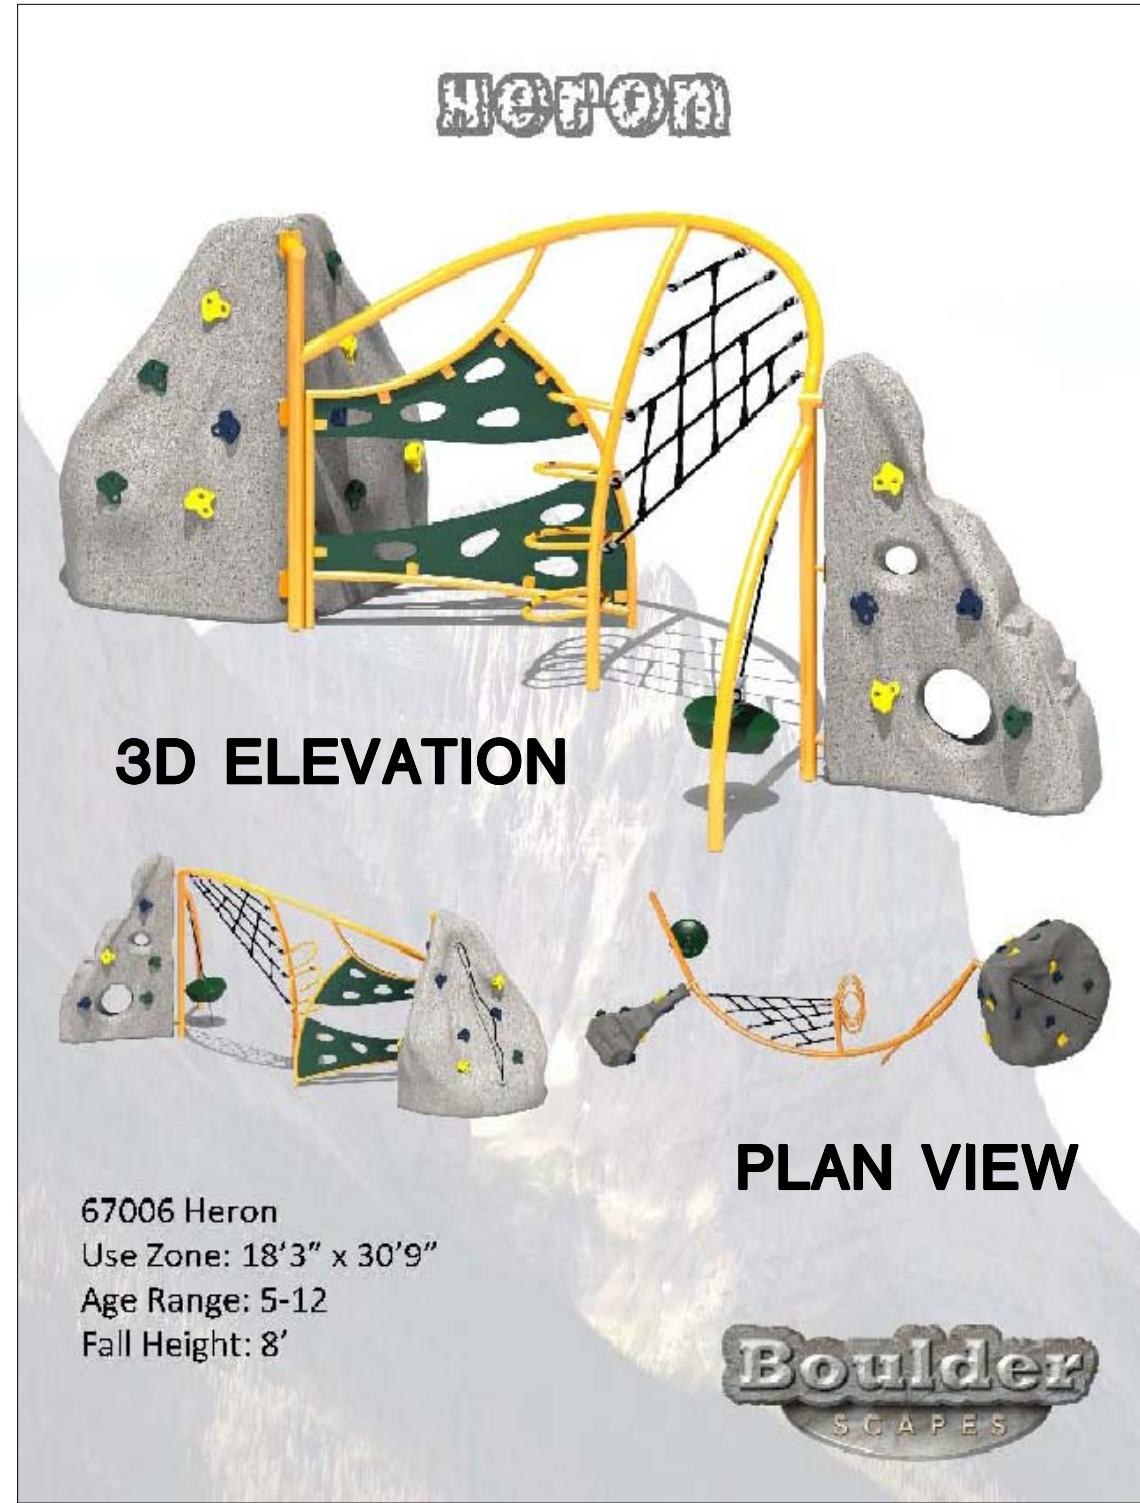 Heron
3D ELEVATION
PLAN VIEW
67006 Heron
Use Zone: 18'3" x 30'9"
Age Range: 5-12
Fall Height: 8'
Boulder
SCAPES